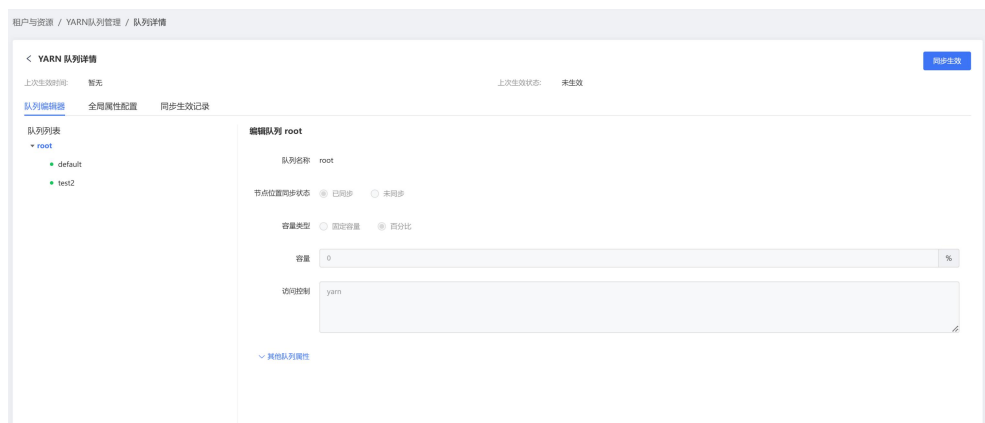 租户与资源 / YARN队列管理 / 队列详情
YARN 队列详情
同步生效
上次生效时间: 暂无 上次生效状态: 未生效
队列编辑器 全局属性配置 同步生效记录
队列列表
root
default
test2
编辑队列 root
队列名称 root
节点位置同步状态 已同步 未同步
容量类型 固定容量 百分比
容量 0 %
访问控制 yarn
其他队列属性